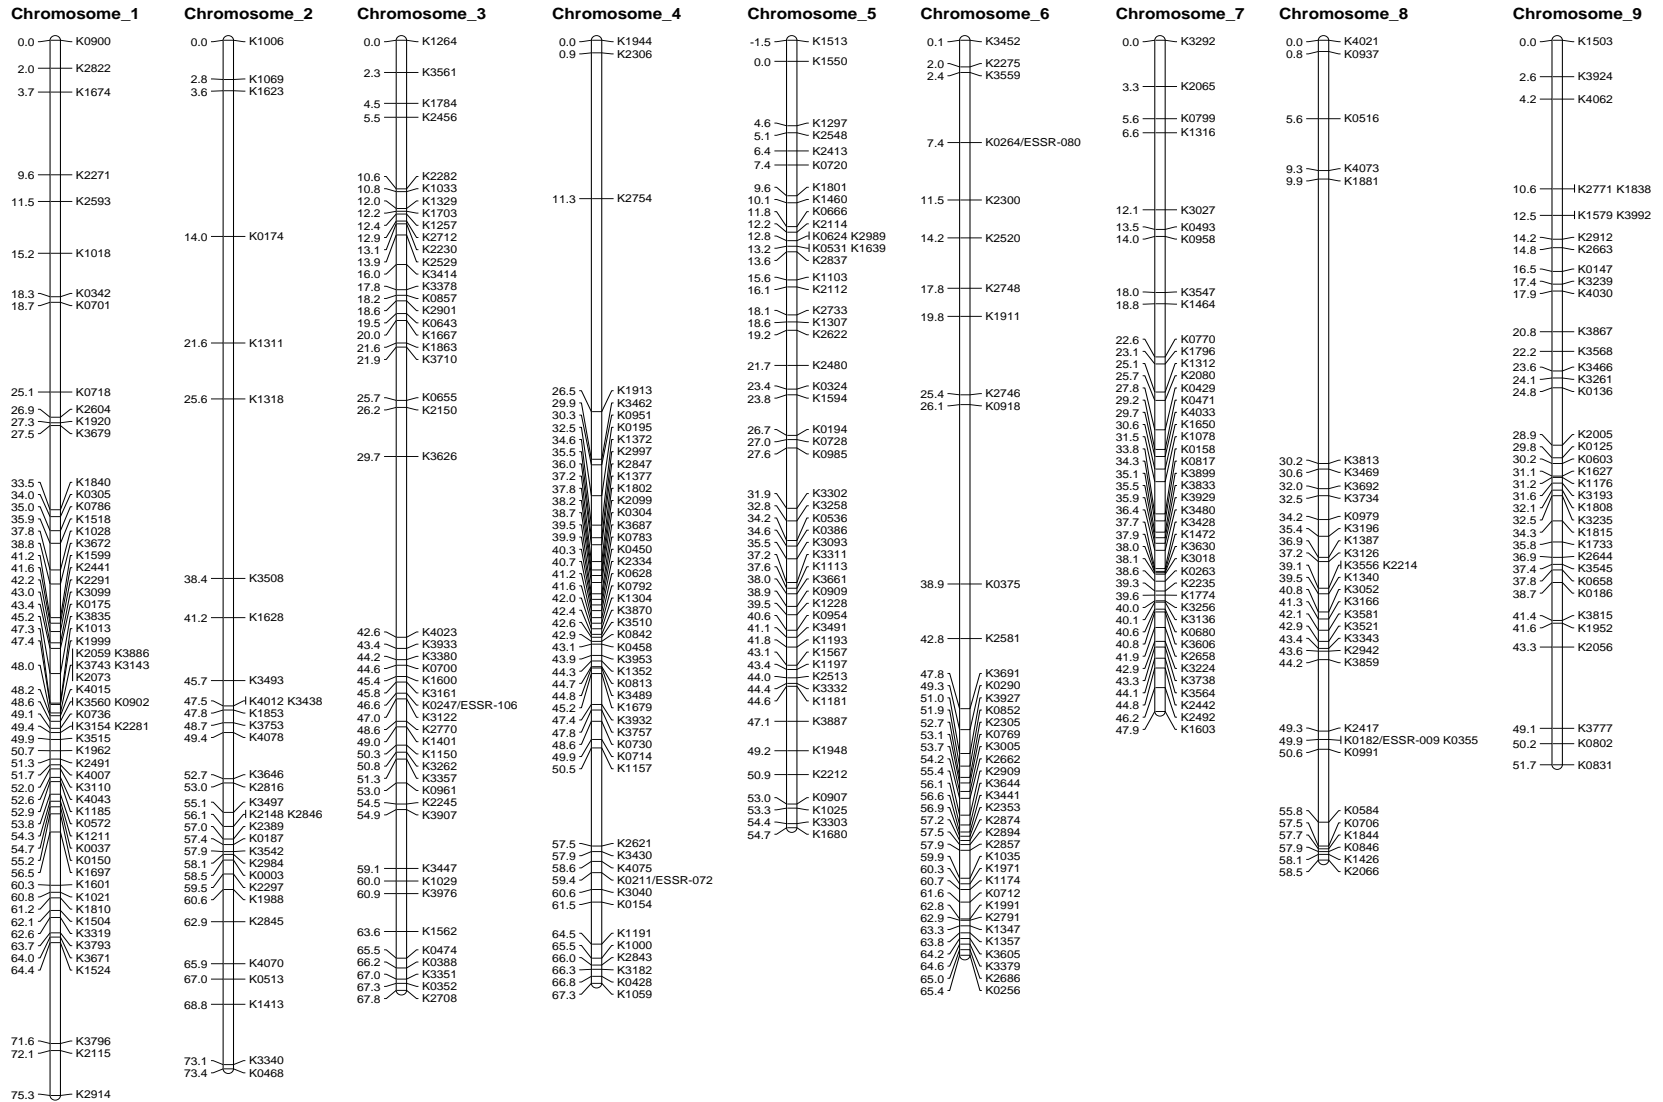 Chromosome_1
0.0 K0900
2.0 K2822
3.7 K1674
9.6 K2271
11.5 K2593
15.2 K1018
18.3 K0342
18.7 K0701
25.1 K0718
26.9 K2604
27.3 K1920
27.5 K3679
33.5 K1840
34.0 K0305
35.0 K0786
35.9 K1518
37.8 K1028
38.8 K3672
41.2 K1599
41.6 K2441
42.2 K2291
43.0 K3099
43.4 K0175
45.2 K3835
47.3 K1013
47.4 K1999
K2059 K3886
48.0 K3743 K3143
K2073
48.2 K4015
48.6 K3560 K0902
49.1 K0736
49.4 K3154 K2281
49.9 K3515
50.7 K1962
51.3 K2491
51.7 K4007
52.0 K3110
52.6 K4043
52.9 K1185
53.8 K0572
54.3 K1211
54.7 K0037
55.2 K0150
56.5 K1697
60.3 K1601
60.8 K1021
61.2 K1810
62.1 K1504
62.6 K3319
63.7 K3793
64.0 K3671
64.4 K1524
71.6 K3796
72.1 K2115
75.3 K2914
Chromosome_2
0.0 K1006
2.8 K1069
3.6 K1623
14.0 K0174
21.6 K1311
25.6 K1318
38.4 K3508
41.2 K1628
45.7 K3493
47.5 K4012 K3438
47.8 K1853
48.7 K3753
49.4 K4078
52.7 K3646
53.0 K2816
55.1 K3497
56.1 K2148 K2846
57.0 K2389
57.4 K0187
57.9 K3542
58.1 K2984
58.5 K0003
59.5 K2297
60.6 K1988
62.9 K2845
65.9 K4070
67.0 K0513
68.8 K1413
73.1 K3340
73.4 K0468
Chromosome_3
0.0 K1264
2.3 K3561
4.5 K1784
5.5 K2456
10.6 K2282
10.8 K1033
12.0 K1329
12.2 K1703
12.4 K1257
12.9 K2712
13.1 K2230
13.9 K2529
16.0 K3414
17.8 K3378
18.2 K0857
18.6 K2901
19.5 K0643
20.0 K1667
21.6 K1863
21.9 K3710
25.7 K0655
26.2 K2150
29.7 K3626
42.6 K4023
43.4 K3933
44.2 K3380
44.6 K0700
45.4 K1600
45.8 K3161
46.6 K0247/ESSR-106
47.0 K3122
48.6 K2770
49.0 K1401
50.3 K1150
50.8 K3262
51.3 K3357
53.0 K0961
54.5 K2245
54.9 K3907
59.1 K3447
60.0 K1029
60.9 K3976
63.6 K1562
65.5 K0474
66.2 K0388
67.0 K3351
67.3 K0352
67.8 K2708
Chromosome_4
0.0 K1944
0.9 K2306
11.3 K2754
26.5 K1913
29.9 K3462
30.3 K0951
32.5 K0195
34.6 K1372
35.5 K2997
36.0 K2847
37.2 K1377
37.8 K1802
38.2 K2099
38.7 K0304
39.5 K3687
39.9 K0783
40.3 K0450
40.7 K2334
41.2 K0628
41.6 K0792
42.0 K1304
42.4 K3870
42.6 K3510
42.9 K0842
43.1 K0458
43.9 K3953
44.3 K1352
44.7 K0813
44.8 K3489
45.2 K1679
47.4 K3932
47.8 K3757
48.6 K0730
49.9 K0714
50.5 K1157
57.5 K2621
57.9 K3430
58.6 K4075
59.4 K0211/ESSR-072
60.6 K3040
61.5 K0154
64.5 K1191
65.5 K1000
66.0 K2843
66.3 K3182
66.8 K0428
67.3 K1059
Chromosome_5
-1.5 K1513
0.0 K1550
4.6 K1297
5.1 K2548
6.4 K2413
7.4 K0720
9.6 K1801
10.1 K1460
11.8 K0666
12.2 K2114
12.8 K0624 K2989
13.2 K0531 K1639
13.6 K2837
15.6 K1103
16.1 K2112
18.1 K2733
18.6 K1307
19.2 K2622
21.7 K2480
23.4 K0324
23.8 K1594
26.7 K0194
27.0 K0728
27.6 K0985
31.9 K3302
32.8 K3258
34.2 K0536
34.6 K0386
35.5 K3093
37.2 K3311
37.6 K1113
38.0 K3661
38.9 K0909
39.5 K1228
40.6 K0954
41.1 K3491
41.8 K1193
43.1 K1567
43.4 K1197
44.0 K2513
44.4 K3332
44.6 K1181
47.1 K3887
49.2 K1948
50.9 K2212
53.0 K0907
53.3 K1025
54.4 K3303
54.7 K1680
Chromosome_6
0.1 K3452
2.0 K2275
2.4 K3559
7.4 K0264/ESSR-080
11.5 K2300
14.2 K2520
17.8 K2748
19.8 K1911
25.4 K2746
26.1 K0918
38.9 K0375
42.8 K2581
47.8 K3691
49.3 K0290
51.0 K3927
51.9 K0852
52.7 K2305
53.1 K0769
53.7 K3005
54.2 K2662
55.4 K2909
56.1 K3644
56.6 K3441
56.9 K2353
57.2 K2874
57.5 K2894
57.9 K2857
59.9 K1035
60.3 K1971
60.7 K1174
61.6 K0712
62.8 K1991
62.9 K2791
63.3 K1347
63.8 K1357
64.2 K3605
64.6 K3379
65.0 K2686
65.4 K0256
Chromosome_7
0.0 K3292
3.3 K2065
5.6 K0799
6.6 K1316
12.1 K3027
13.5 K0493
14.0 K0958
18.0 K3547
18.8 K1464
22.6 K0770
23.1 K1796
25.1 K1312
25.7 K2080
27.8 K0429
29.2 K0471
29.7 K4033
30.6 K1650
31.5 K1078
33.8 K0158
34.3 K0817
35.1 K3899
35.5 K3833
35.9 K3929
36.4 K3480
37.7 K3428
37.9 K1472
38.0 K3630
38.1 K3018
38.6 K0263
39.3 K2235
39.6 K1774
40.0 K3256
40.1 K3136
40.6 K0680
40.8 K3606
41.9 K2658
42.9 K3224
43.3 K3738
44.1 K3564
44.8 K2442
46.2 K2492
47.9 K1603
Chromosome_8
0.0 K4021
0.8 K0937
5.6 K0516
9.3 K4073
9.9 K1881
30.2 K3813
30.6 K3469
32.0 K3692
32.5 K3734
34.2 K0979
35.4 K3196
36.9 K1387
37.2 K3126
39.1 K3556 K2214
39.5 K1340
40.8 K3052
41.3 K3166
42.1 K3581
42.9 K3521
43.4 K3343
43.6 K2942
44.2 K3859
49.3 K2417
49.9 K0182/ESSR-009 K0355
50.6 K0991
55.8 K0584
57.5 K0706
57.7 K1844
57.9 K0846
58.1 K1426
58.5 K2066
Chromosome_9
0.0 K1503
2.6 K3924
4.2 K4062
10.6 K2771 K1838
12.5 K1579 K3992
14.2 K2912
14.8 K2663
16.5 K0147
17.4 K3239
17.9 K4030
20.8 K3867
22.2 K3568
23.6 K3466
24.1 K3261
24.8 K0136
28.9 K2005
29.8 K0125
30.2 K0603
31.1 K1627
31.2 K1176
31.6 K3193
32.1 K1808
32.5 K3235
34.3 K1815
35.8 K1733
36.9 K2644
37.4 K3545
37.8 K0658
38.7 K0186
41.4 K3815
41.6 K1952
43.3 K2056
49.1 K3777
50.2 K0802
51.7 K0831